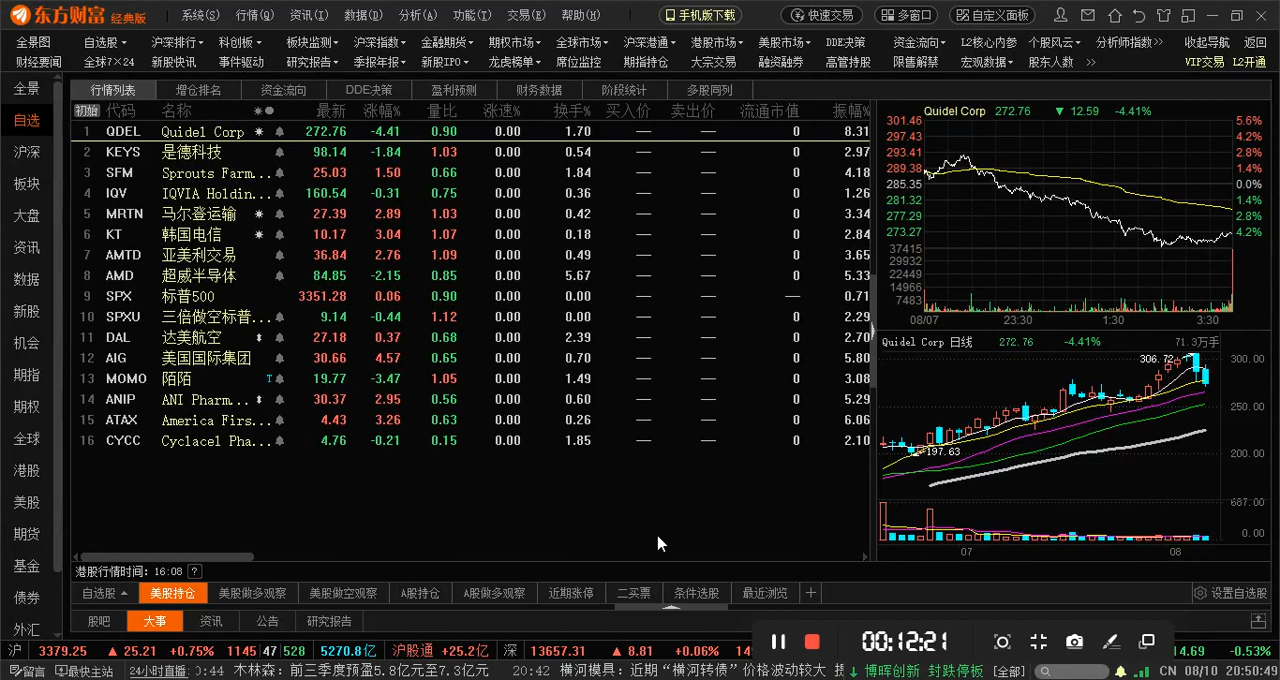 东方财富 经典版 系统(S) 行情(Q) 资讯(I) 数据(D) 分析(A) 功能(T) 交易(E) 帮助(H) 手机版下载 快速交易 多窗口 自定义面板
全景图 自选股 沪深排行 科创板 板块监测 沪深指数 金融期货 期权市场 全球市场 沪深港通 港股市场 美股市场 DDE决策 资金流向 L2核心内参 个股风云 分析师指数>> 收起导航 返回
财经要闻 全球7×24 新股快讯 事件驱动 研究报告 季报年报 新股IPO 龙虎榜单 席位监控 期指持仓 大宗交易 融资融券 高管持股 限售解禁 宏观数据 股东人数 >> VIP交易 L2开通
全景
自选
沪深
板块
大盘
资讯
数据
新股
机会
期指
期权
全球
港股
美股
期货
基金
债券
外汇
行情列表 增仓排名 资金流向 DDE决策 盈利预测 财务数据 阶段统计 多股同列
初始 代码 名称 最新 涨幅% 量比 涨速% 换手% 买入价 卖出价 流通市值 振幅%
1 QDEL Quidel Corp 272.76 -4.41 0.90 0.00 1.70 — — 0 8.31
2 KEYS 是德科技 98.14 -1.84 1.03 0.00 0.54 — — 0 2.97
3 SFM Sprouts Farm... 25.03 1.50 0.66 0.00 1.84 — — 0 4.18
4 IQV IQVIA Holdin... 160.54 -0.31 0.75 0.00 0.36 — — 0 1.26
5 MRTN 马尔登运输 27.39 2.89 1.03 0.00 0.42 — — 0 3.34
6 KT 韩国电信 10.17 3.04 1.07 0.00 0.18 — — 0 2.84
7 AMTD 亚美利交易 36.84 2.76 1.09 0.00 0.49 — — 0 3.65
8 AMD 超威半导体 84.85 -2.15 0.85 0.00 5.67 — — 0 5.33
9 SPX 标普500 3351.28 0.06 0.90 0.00 0.00 — — — 0.71
10 SPXU 三倍做空标普... 9.14 -0.44 1.12 0.00 0.00 — — 0 2.29
11 DAL 达美航空 27.18 0.37 0.68 0.00 2.39 — — 0 2.70
12 AIG 美国国际集团 30.66 4.57 0.65 0.00 0.70 — — 0 5.80
13 MOMO 陌陌 T 19.77 -3.47 1.05 0.00 1.49 — — 0 3.08
14 ANIP ANI Pharm... 30.37 2.95 0.56 0.00 0.60 — — 0 5.29
15 ATAX America Firs... 4.43 3.26 0.63 0.00 0.26 — — 0 6.06
16 CYCC Cyclacel Pha... 4.76 -0.21 0.15 0.00 1.85 — — 0 2.10
Quidel Corp 272.76 ▼ 12.59 -4.41%
301.46 5.6%
297.43 4.2%
293.41 2.8%
289.38 1.4%
285.35 0.0%
281.32 1.4%
277.29 2.8%
273.27 4.2%
37415
29932
22449
14966
7483
08/07 23:30 1:30 3:30
Quidel Corp 日线 272.76 -4.41% 71.3万手
306.72 300.00
250.00
197.63 200.00
687.00
0.00
07 08
港股行情时间: 16:08 ?
自选股 美股持仓 美股做多观察 美股做空观察 A股持仓 A股做多观察 近期涨停 二买票 条件选股 最近浏览 + 设置自选股
股吧 大事 资讯 公告 研究报告
00:12:21
沪 3379.25 ▲ 25.21 +0.75% 1145 47 528 5270.8亿 沪股通 +25.2亿 深 13657.31 ▲ 8.81 +0.06% 14.69 -0.53%
留言 最快主站 24小时直播 0:44 木林森：前三季度预盈5.8亿元至7.3亿元 20:42 横河模具：近期“横河转债”价格波动较大 博晖创新 封跌停板 [全部] CN 08/10 20:50:49